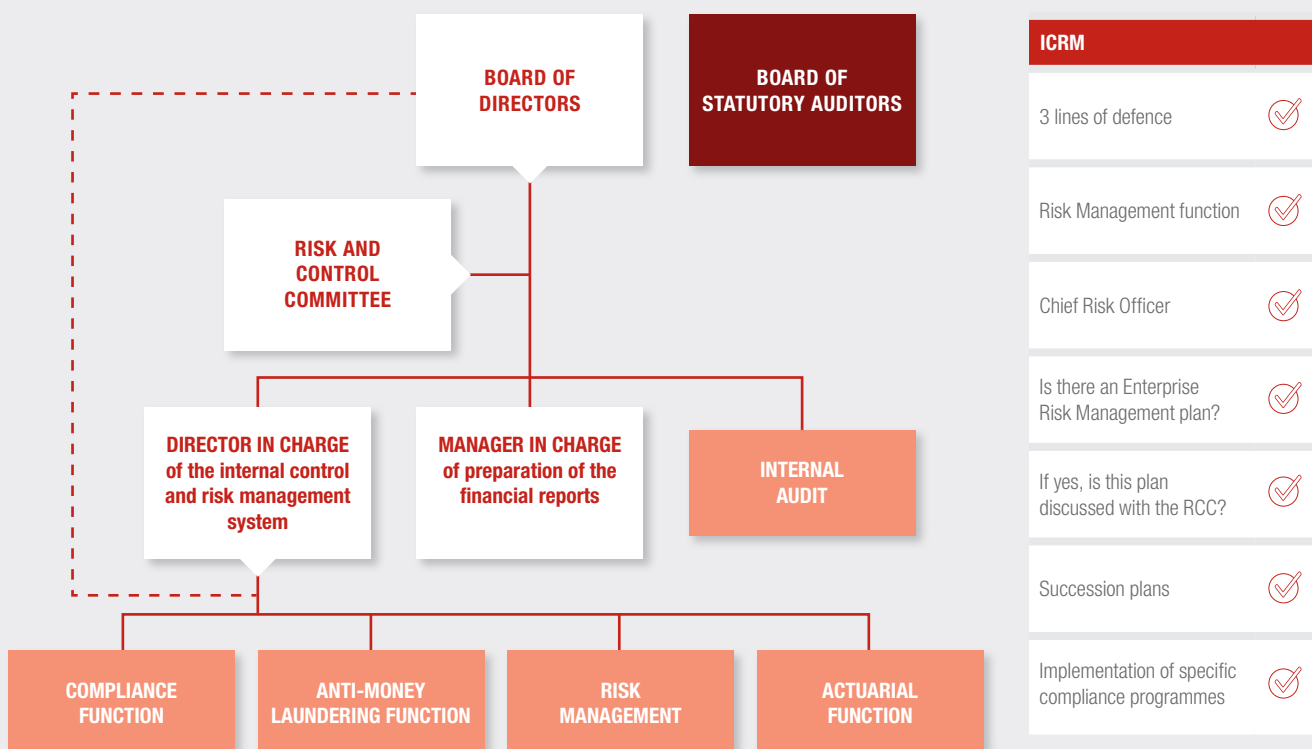 BOARD OF
DIRECTORS
BOARD OF
STATUTORY AUDITORS
RISK AND
CONTROL
COMMITTEE
DIRECTOR IN CHARGE
of the internal control
and risk management
system
MANAGER IN CHARGE
of preparation of the
financial reports
INTERNAL
AUDIT
COMPLIANCE
FUNCTION
ANTI-MONEY
LAUNDERING FUNCTION
RISK
MANAGEMENT
ACTUARIAL
FUNCTION
ICRM
3 lines of defence
Risk Management function
Chief Risk Officer
Is there an Enterprise
Risk Management plan?
If yes, is this plan
discussed with the RCC?
Succession plans
Implementation of specific
compliance programmes